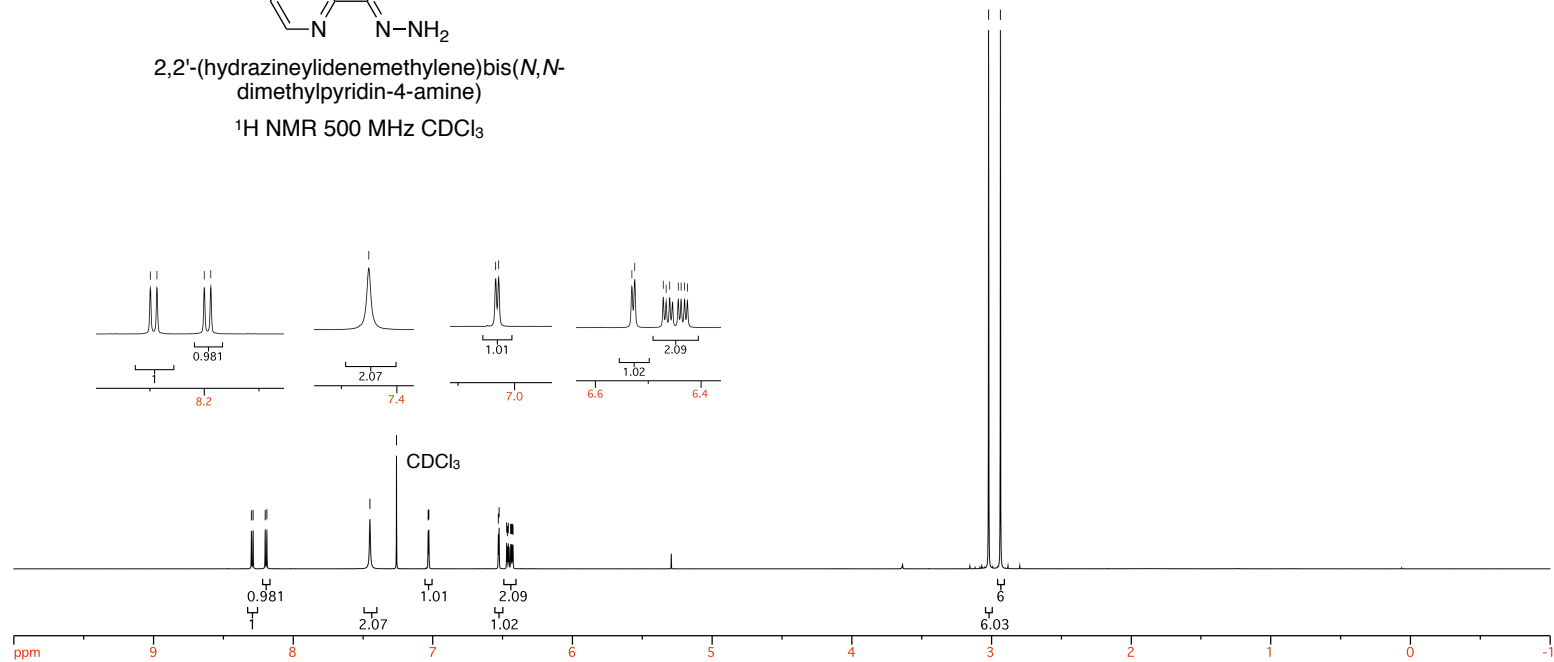 N N–NH₂
2,2'-(hydrazineylidenemethylene)bis(N,N-
dimethylpyridin-4-amine)
¹H NMR 500 MHz CDCl₃
0.981
1
8.2
2.07
7.4
1.01
7.0
2.09
1.02
6.6 6.4
CDCl₃
0.981 1.01 2.09 6
1 2.07 1.02 6.03
ppm 9 8 7 6 5 4 3 2 1 0 -1